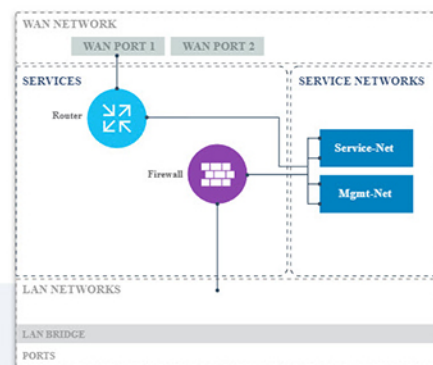 WAN NETWORK
WAN PORT 1 WAN PORT 2
SERVICES
SERVICE NETWORKS
Router
Service-Net
Firewall
Mgmt-Net
LAN NETWORKS
LAN BRIDGE
PORTS